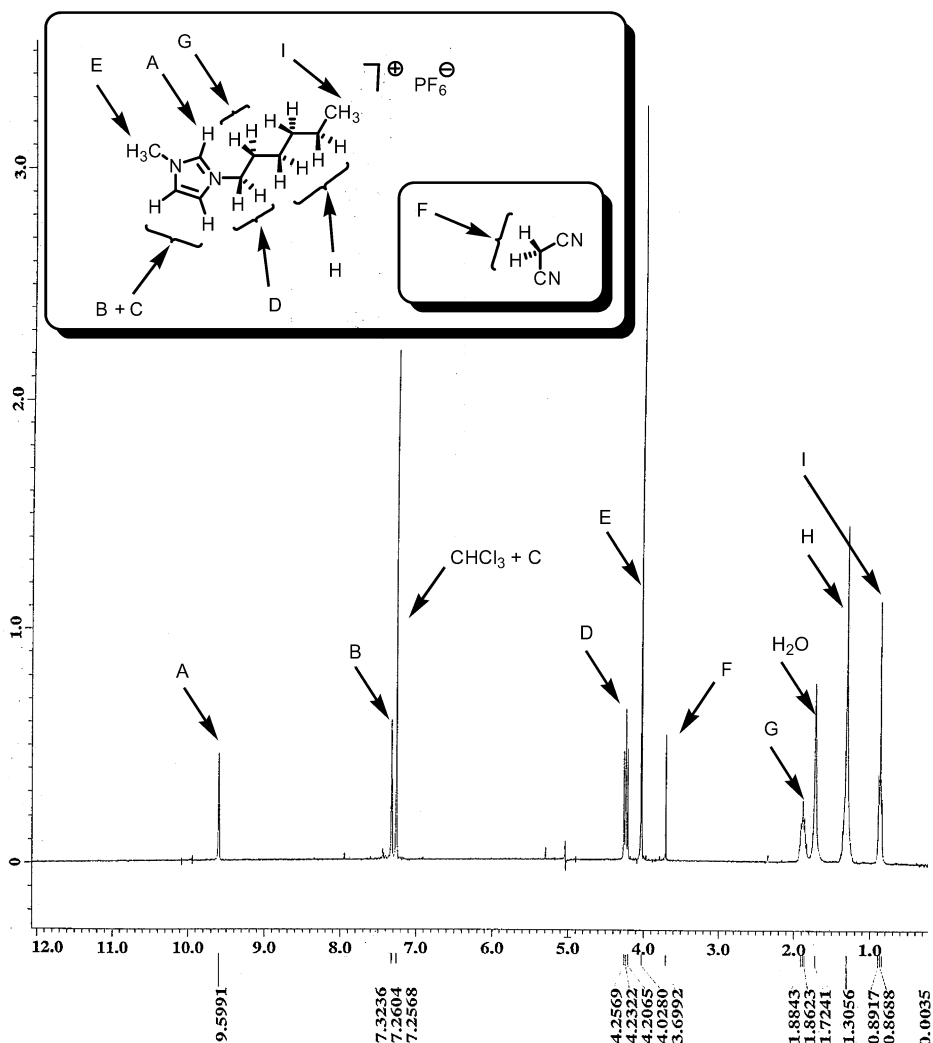 G
I
E
A
⊕
PF6
⊖
H
CH3
H
H
H
H3C
H
N
N
H
H
H
H
H
H
H
H
F
H
CN
H
CN
H
B + C
D
3.0
2.0
1.0
0
I
H
E
CHCl3 + C
D
H2O
B
A
F
G
12.0 11.0 10.0 9.0 8.0 7.0 6.0 5.0 4.0 3.0 2.0 1.0
9.5991
7.3236
7.2604
7.2568
4.2569
4.2322
4.2065
4.0280
3.6992
1.8843
1.8623
1.7241
1.3056
0.8917
0.8688
0.0035